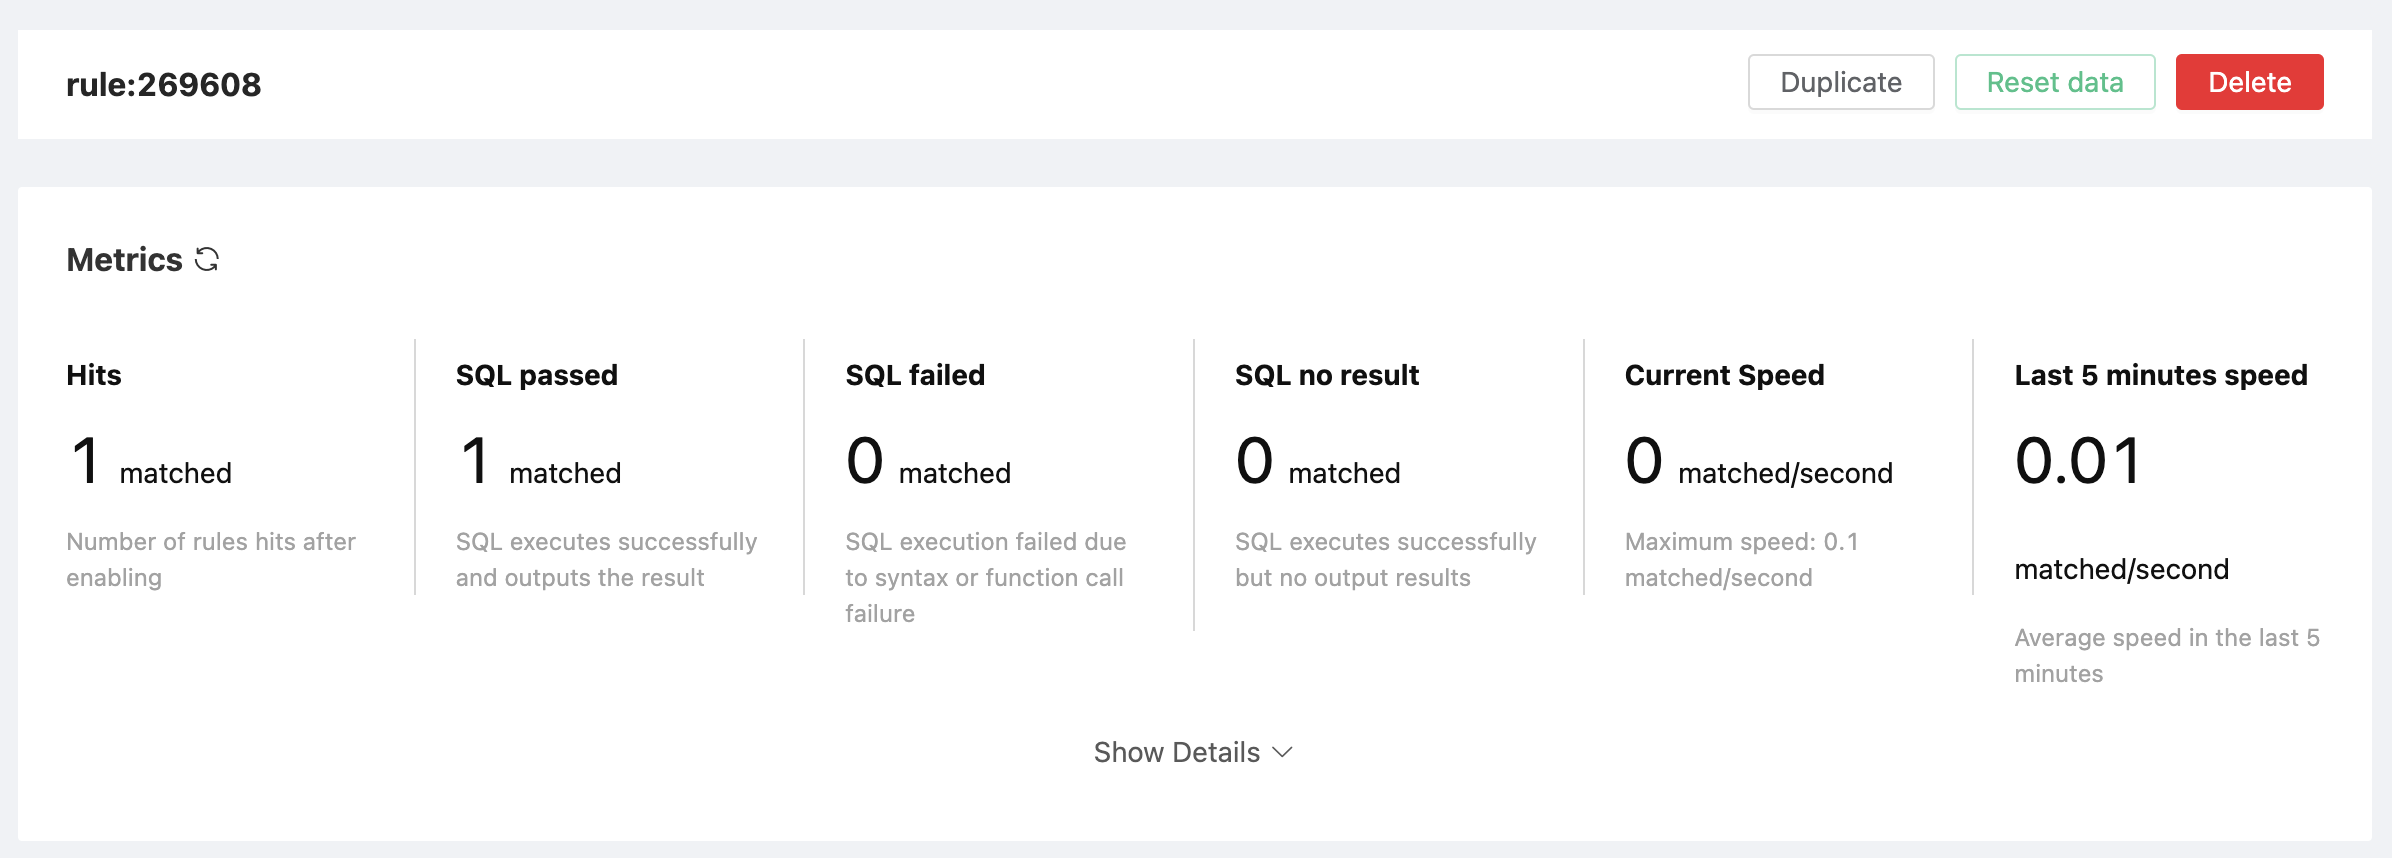 rule:269608
Duplicate
Reset data
Delete
Metrics
Hits
1 matched
Number of rules hits after
enabling
SQL passed
1 matched
SQL executes successfully
and outputs the result
SQL failed
0 matched
SQL execution failed due
to syntax or function call
failure
SQL no result
0 matched
SQL executes successfully
but no output results
Current Speed
0 matched/second
Maximum speed: 0.1
matched/second
Last 5 minutes speed
0.01
matched/second
Average speed in the last 5
minutes
Show Details